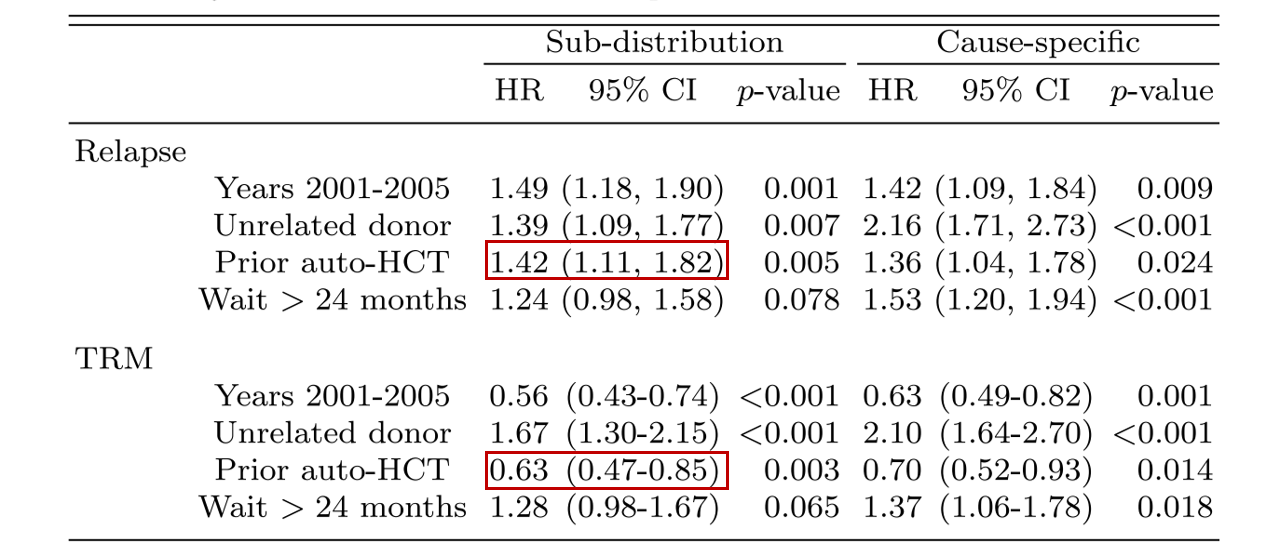 Sub-distribution Cause-specific
HR 95% CI p-value HR 95% CI p-value
Relapse
Years 2001-2005 1.49 (1.18, 1.90) 0.001 1.42 (1.09, 1.84) 0.009
Unrelated donor 1.39 (1.09, 1.77) 0.007 2.16 (1.71, 2.73) <0.001
Prior auto-HCT 1.42 (1.11, 1.82) 0.005 1.36 (1.04, 1.78) 0.024
Wait > 24 months 1.24 (0.98, 1.58) 0.078 1.53 (1.20, 1.94) <0.001
TRM
Years 2001-2005 0.56 (0.43-0.74) <0.001 0.63 (0.49-0.82) 0.001
Unrelated donor 1.67 (1.30-2.15) <0.001 2.10 (1.64-2.70) <0.001
Prior auto-HCT 0.63 (0.47-0.85) 0.003 0.70 (0.52-0.93) 0.014
Wait > 24 months 1.28 (0.98-1.67) 0.065 1.37 (1.06-1.78) 0.018